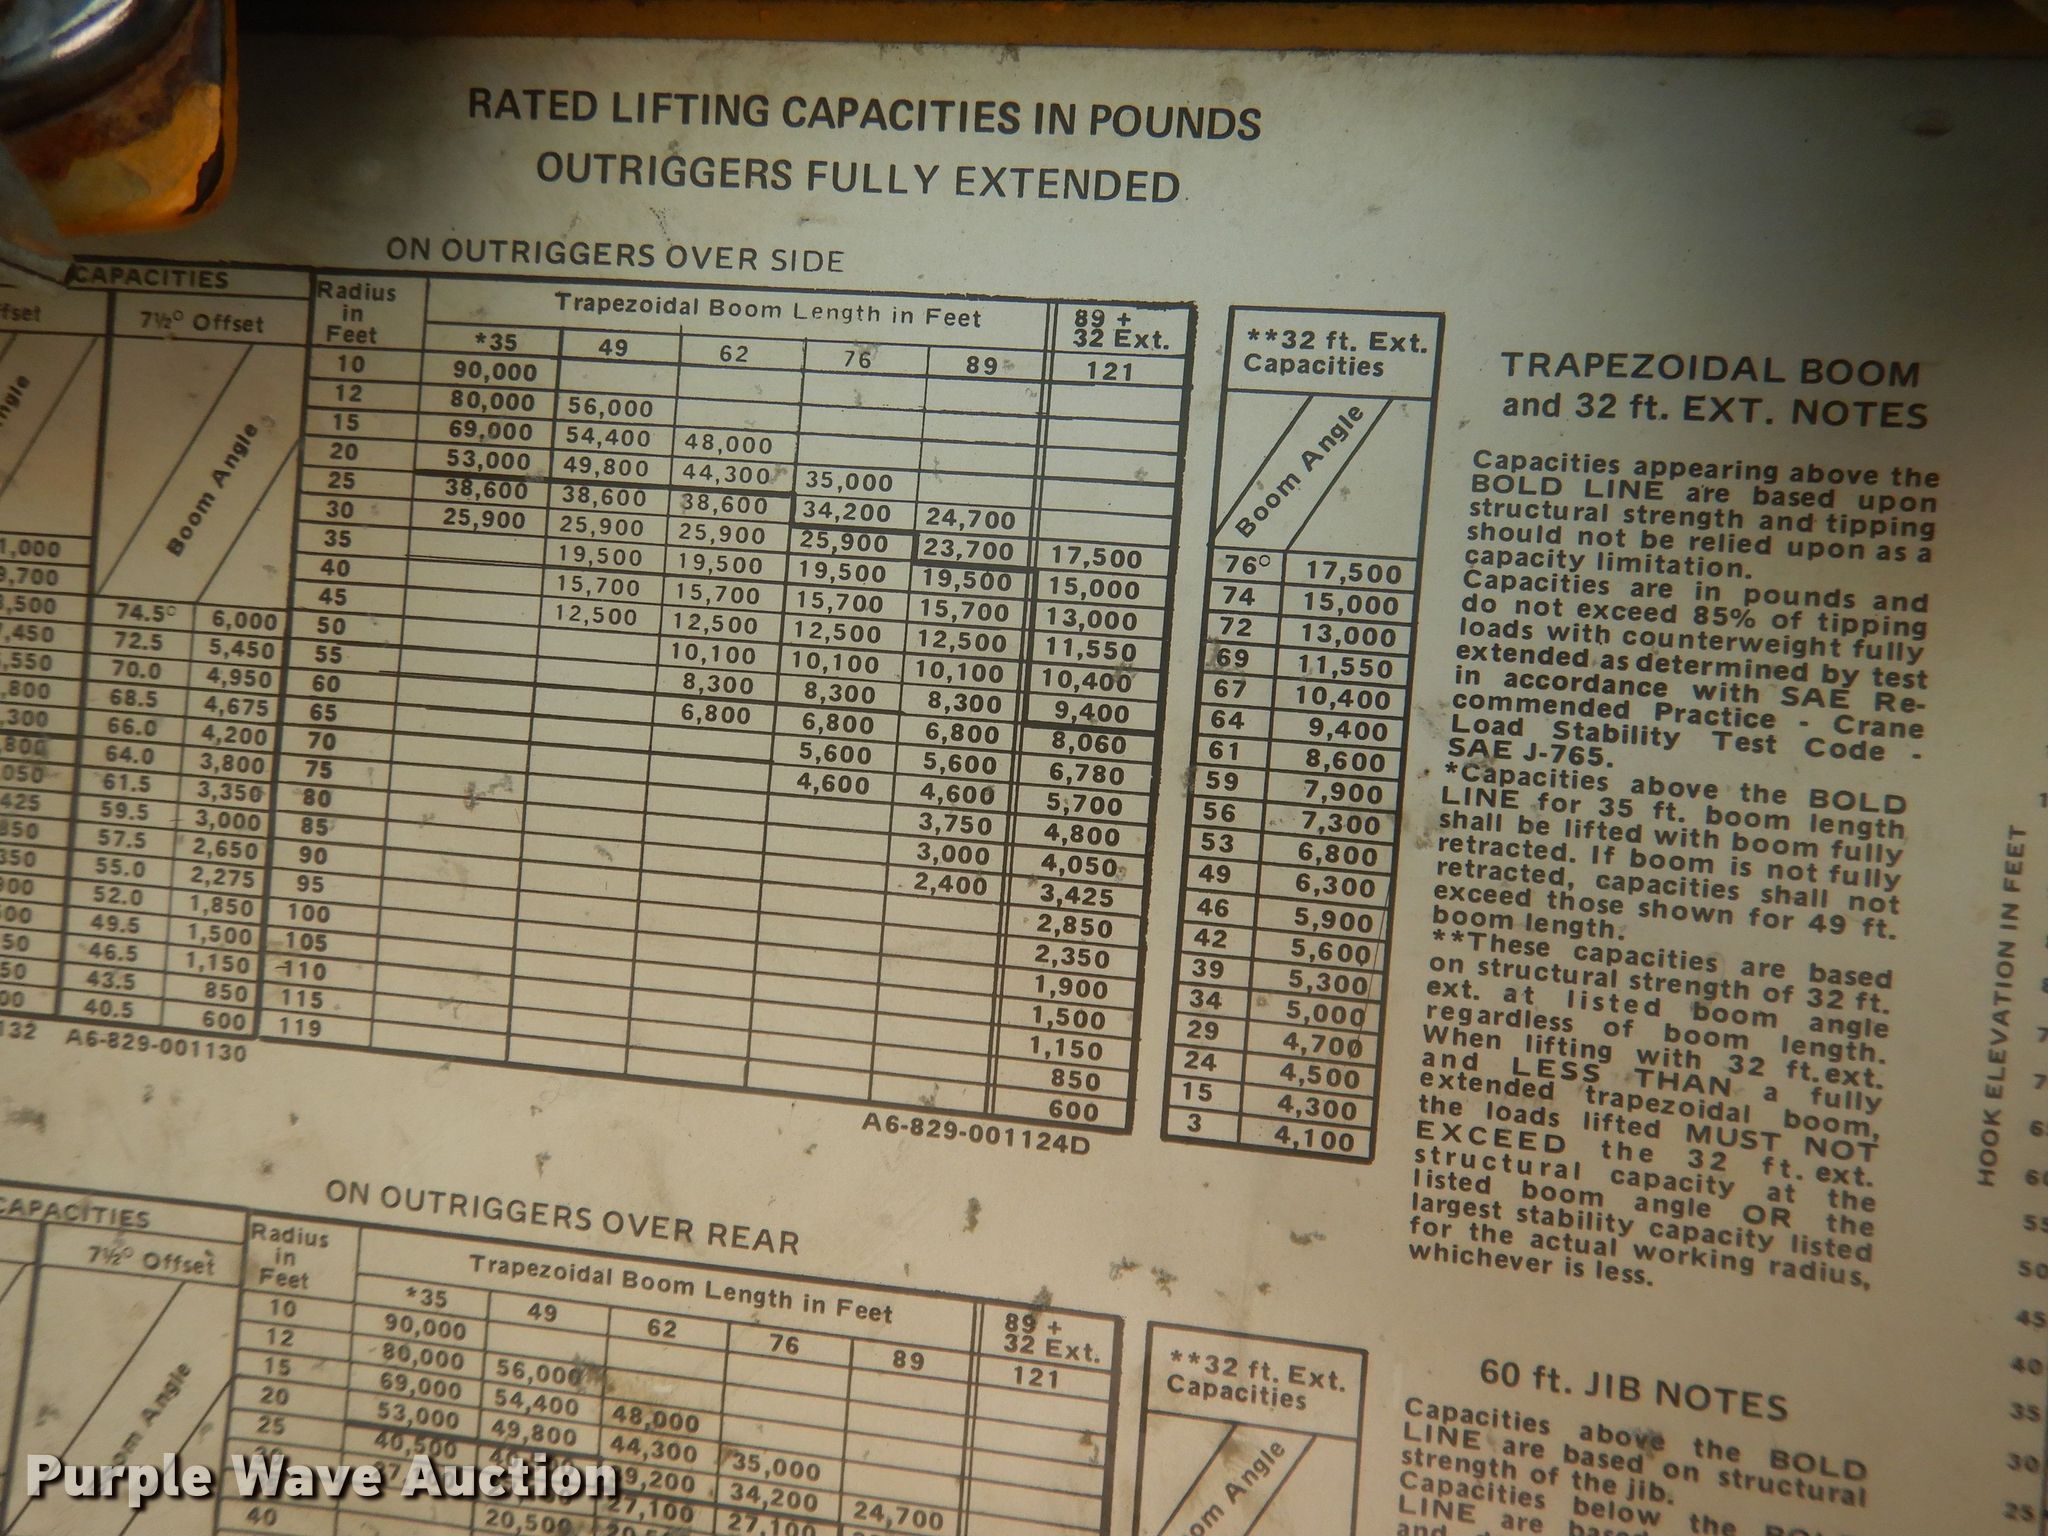 RATED LIFTING CAPACITIES IN POUNDS
OUTRIGGERS FULLY EXTENDED
CAPACITIES
7½° Offset
Boom Angle
74.5° 6,000
72.5 5,450
70.0 4,950
68.5 4,675
66.0 4,200
64.0 3,800
61.5 3,350
59.5 3,000
57.5 2,650
55.0 2,275
52.0 1,850
49.5 1,500
46.5 1,150
43.5 850
40.5 600
A6-829-001130
ON OUTRIGGERS OVER SIDE
Radius in Feet
Trapezoidal Boom Length in Feet
89 + 32 Ext.
*35 49 62 76 89 121
10 90,000
12 80,000 56,000
15 69,000 54,400 48,000
20 53,000 49,800 44,300 35,000
25 38,600 38,600 38,600 34,200 24,700
30 25,900 25,900 25,900 25,900 23,700 17,500
35 19,500 19,500 19,500 19,500 15,000
40 15,700 15,700 15,700 15,700 13,000
45 12,500 12,500 12,500 12,500 11,550
50 10,100 10,100 10,100 10,400
55 8,300 8,300 8,300 9,400
60 6,800 6,800 6,800 8,060
65 5,600 5,600 6,780
70 4,600 4,600 5,700
75 3,750 4,800
80 3,000 4,050
85 2,400 3,425
90 2,850
95 2,350
100 1,900
105 1,500
110 1,150
115 850
119 600
A6-829-001124D
**32 ft. Ext.
Capacities
Boom Angle
76° 17,500
74 15,000
72 13,000
69 11,550
67 10,400
64 9,400
61 8,600
59 7,900
56 7,300
53 6,800
49 6,300
46 5,900
42 5,600
39 5,300
34 5,000
29 4,700
24 4,500
15 4,300
3 4,100
TRAPEZOIDAL BOOM
and 32 ft. EXT. NOTES
Capacities appearing above the
BOLD LINE are based upon
structural strength and tipping
should not be relied upon as a
capacity limitation.
Capacities are in pounds and
do not exceed 85% of tipping
loads with counterweight fully
extended as determined by test
in accordance with SAE Re-
commended Practice - Crane
Load Stability Test Code -
SAE J-765.
*Capacities above the BOLD
LINE for 35 ft. boom length
shall be lifted with boom fully
retracted. If boom is not fully
retracted, capacities shall not
exceed those shown for 49 ft.
boom length.
**These capacities are based
on structural strength of 32 ft.
ext. at listed boom angle
regardless of boom length.
When lifting with 32 ft. ext.
and LESS THAN a fully
extended trapezoidal boom,
the loads lifted MUST NOT
EXCEED the 32 ft. ext.
structural capacity at the
listed boom angle OR the
largest stability capacity listed
for the actual working radius,
whichever is less.
HOOK ELEVATION IN FEET
ON OUTRIGGERS OVER REAR
CAPACITIES
7½° Offset
Boom Angle
Radius in Feet
Trapezoidal Boom Length in Feet
89 + 32 Ext.
*35 49 62 76 89 121
10 90,000
12 80,000 56,000
15 69,000 54,400 48,000
20 53,000 49,800 44,300 35,000
25 40,500 34,200 24,700
27,100 27,100
40 20,500
**32 ft. Ext.
Capacities
60 ft. JIB NOTES
Capacities above the BOLD
LINE are based on structural
strength of the jib.
Capacities below the
LINE are
50
45
40
35
30
25
Purple Wave Auction